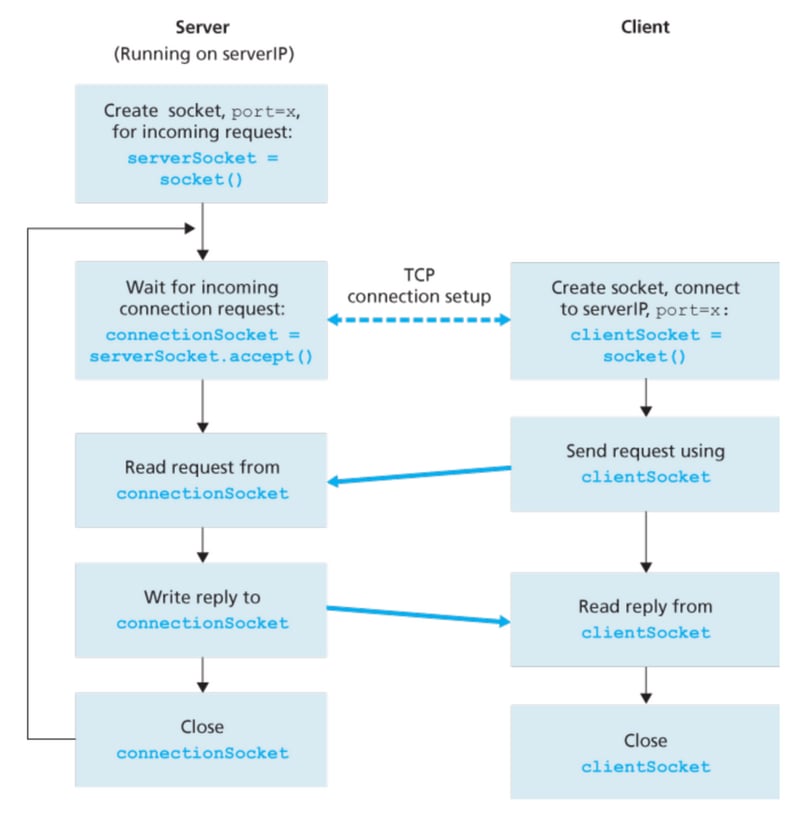 Server
(Running on serverIP)
Create socket, port=x,
for incoming request:
serverSocket =
socket()
Wait for incoming
connection request:
connectionSocket =
serverSocket.accept()
Read request from
connectionSocket
Write reply to
connectionSocket
Close
connectionSocket
TCP
connection setup
Client
Create socket, connect
to serverIP, port=x:
clientSocket =
socket()
Send request using
clientSocket
Read reply from
clientSocket
Close
clientSocket